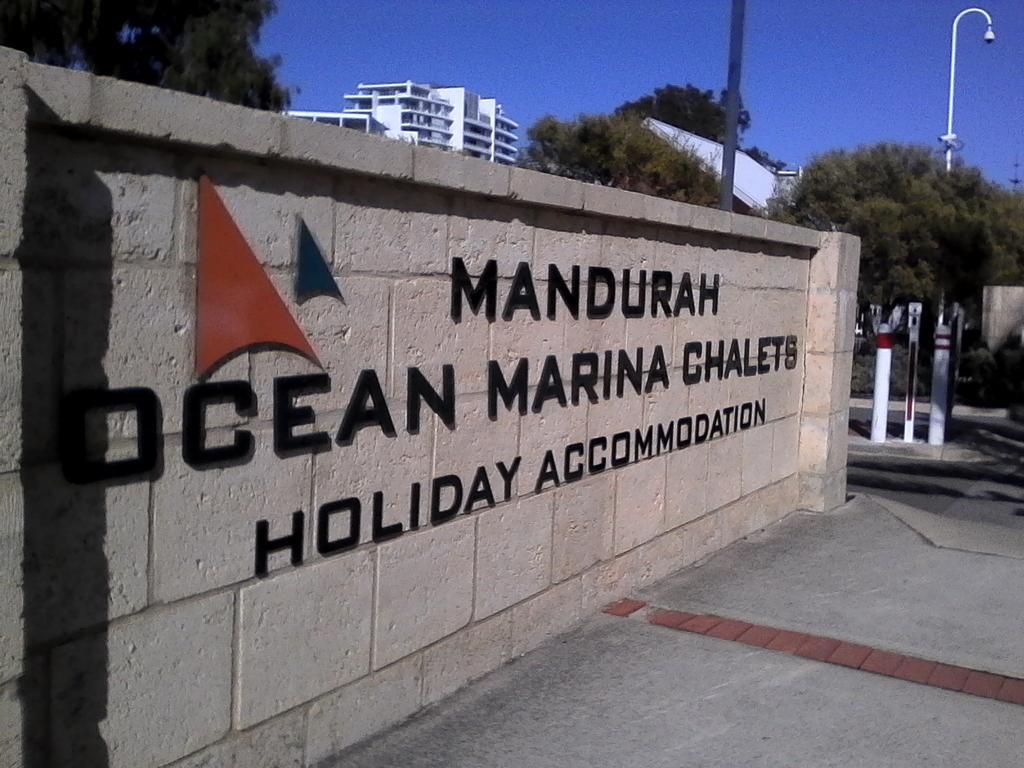 MANDURAH
OCEAN MARINA CHALETS
HOLIDAY ACCOMMODATION